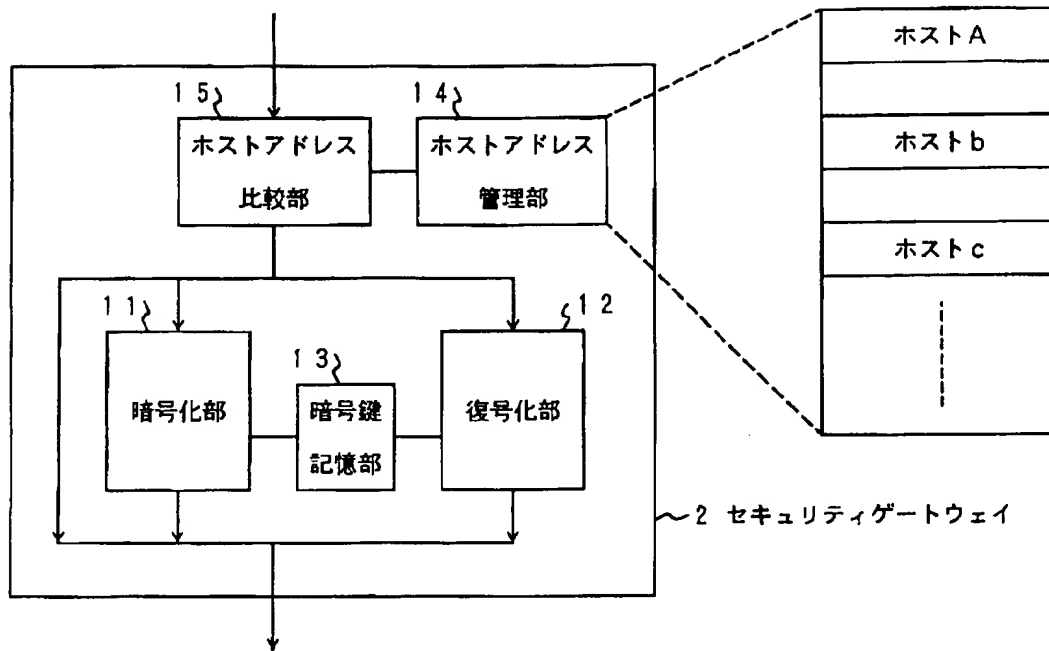 ホストA
ホストb
ホストc
15
14
ホストアドレス
比較部
ホストアドレス
管理部
11
12
13
暗号化部
暗号鍵
記憶部
復号化部
2 セキュリティゲートウェイ